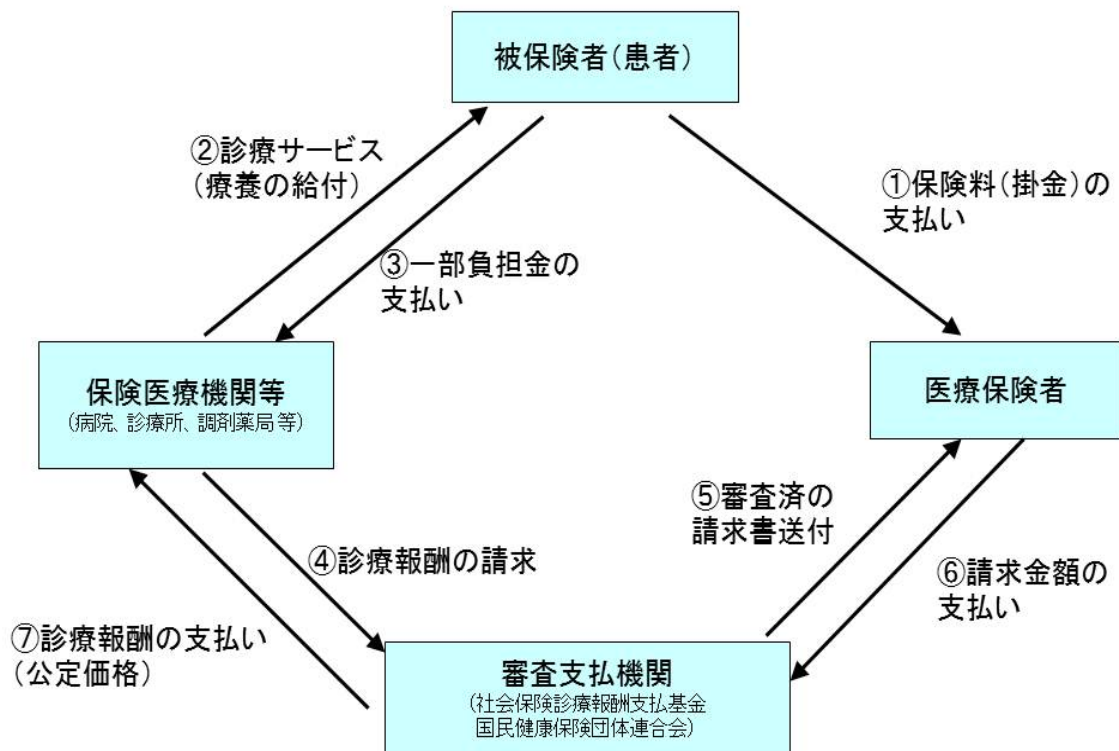 被保険者（患者）
②診療サービス
（療養の給付）
①保険料（掛金）の
支払い
③一部負担金の
支払い
保険医療機関等
（病院、診療所、調剤薬局等）
医療保険者
⑤審査済の
請求書送付
④診療報酬の請求
⑥請求金額の
支払い
⑦診療報酬の支払い
（公定価格）
審査支払機関
（社会保険診療報酬支払基金
国民健康保険団体連合会）